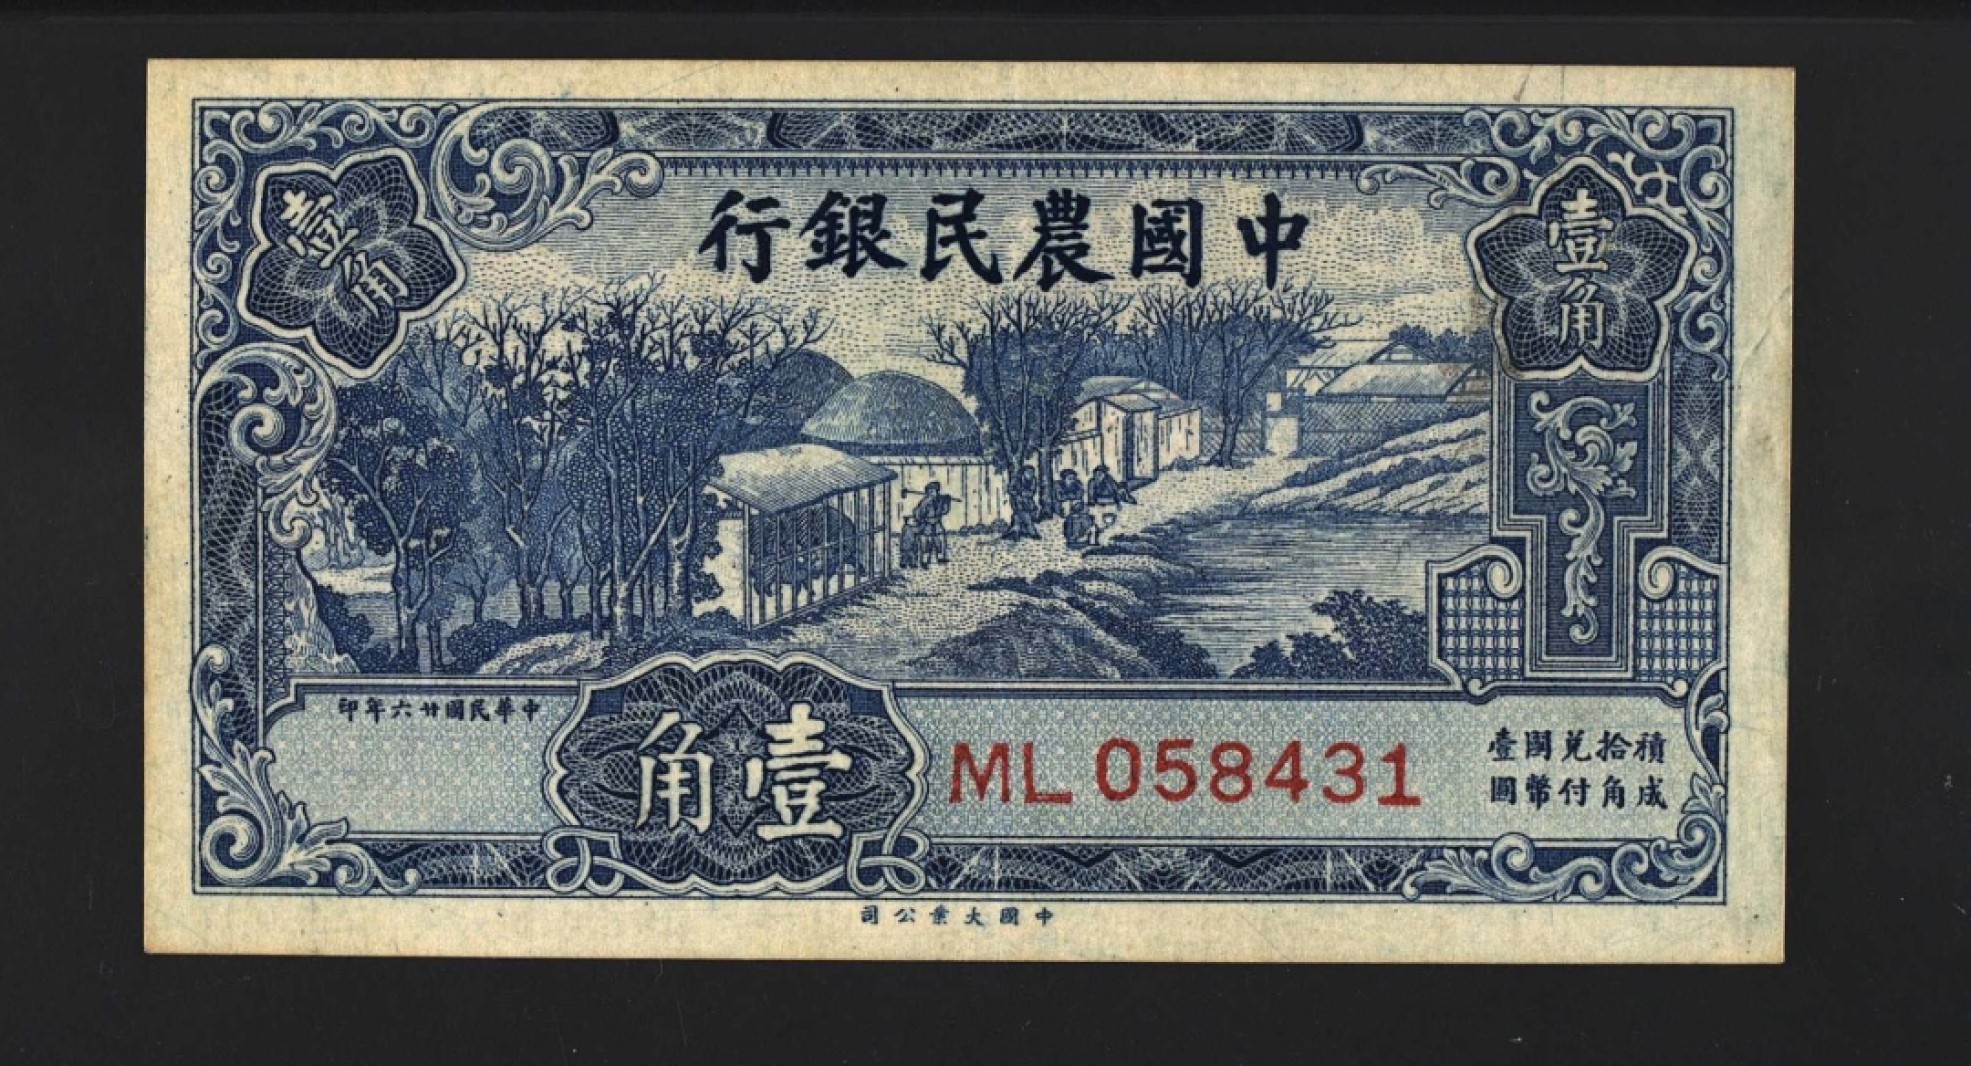 中國農民銀行
壹角
壹角
中華民國廿六年印
壹角
ML 058431
積成拾角兌付國幣壹圓
中國大業公司